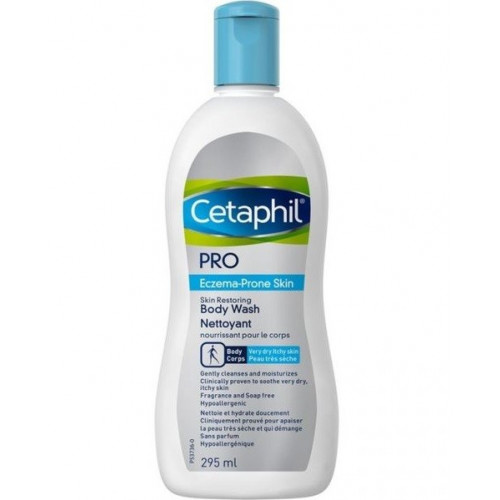 Cetaphil®
PRO
Eczema-Prone Skin
Skin Restoring
Body Wash
Nettoyant
nourrissant pour le corps
Body Very dry itchy skin
Corps Peau très sèche
Gently cleanses and moisturizes
Clinically proven to soothe very dry,
itchy skin
Fragrance and Soap free
Hypoallergenic
Nettoie et hydrate doucement
Cliniquement prouvé pour apaiser
la peau très sèche et qui démange
Sans parfum
Hypoallergénique
295 ml
P53736-0